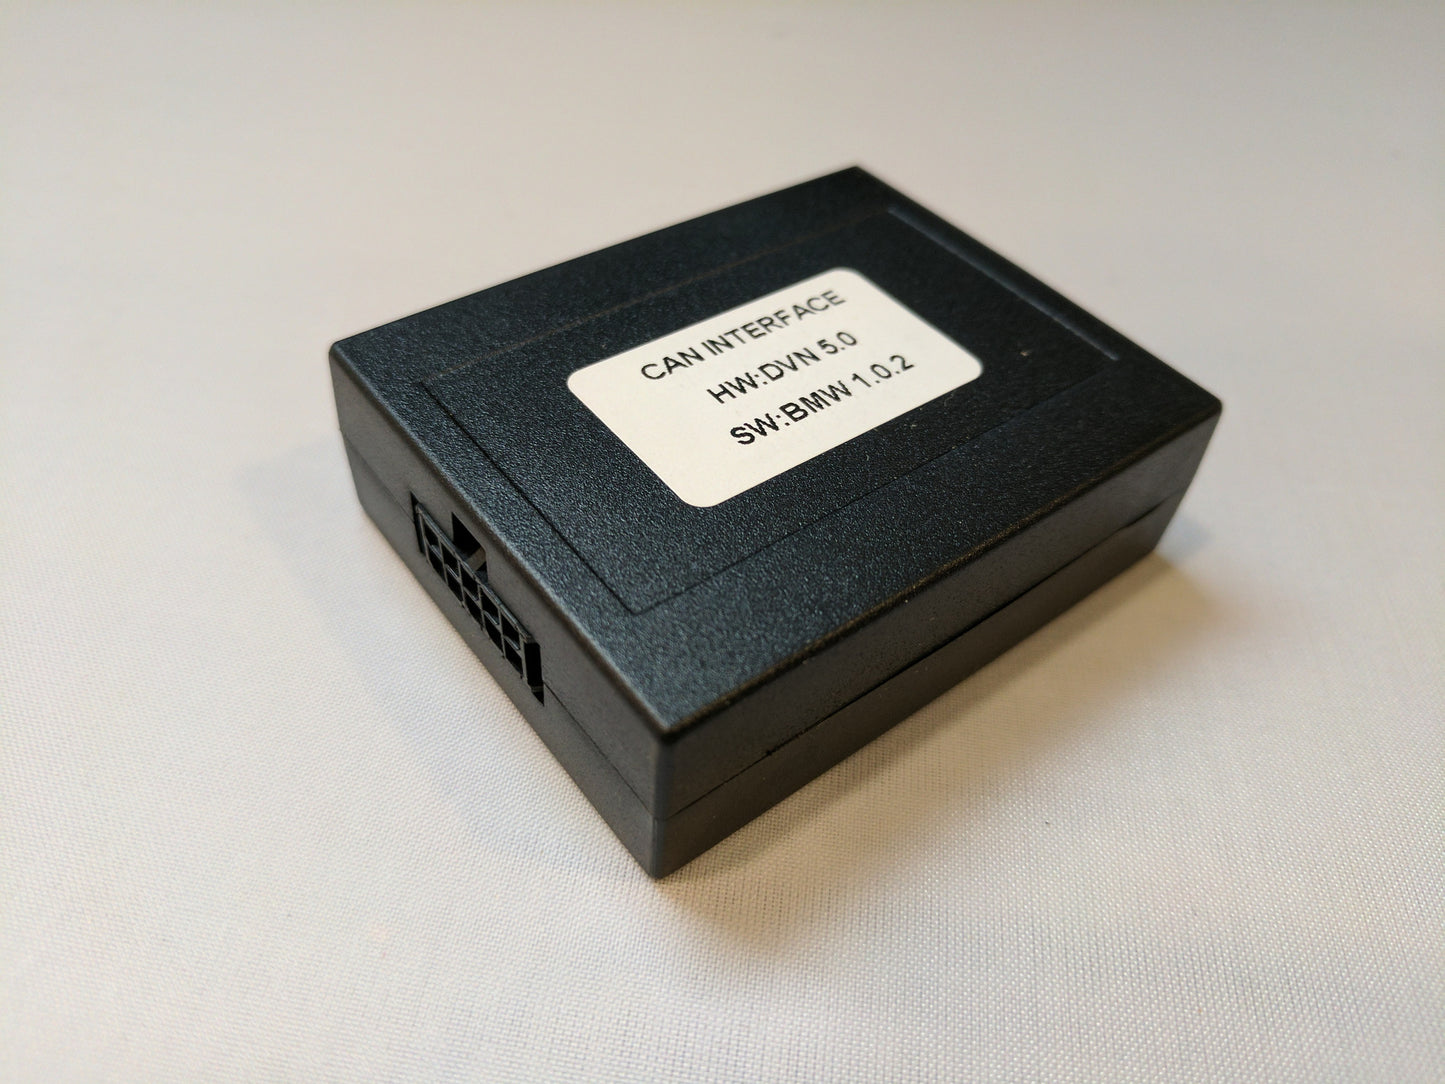 CAN INTERFACE
HW:DVN 5.0
SW:BMW 1.0.2